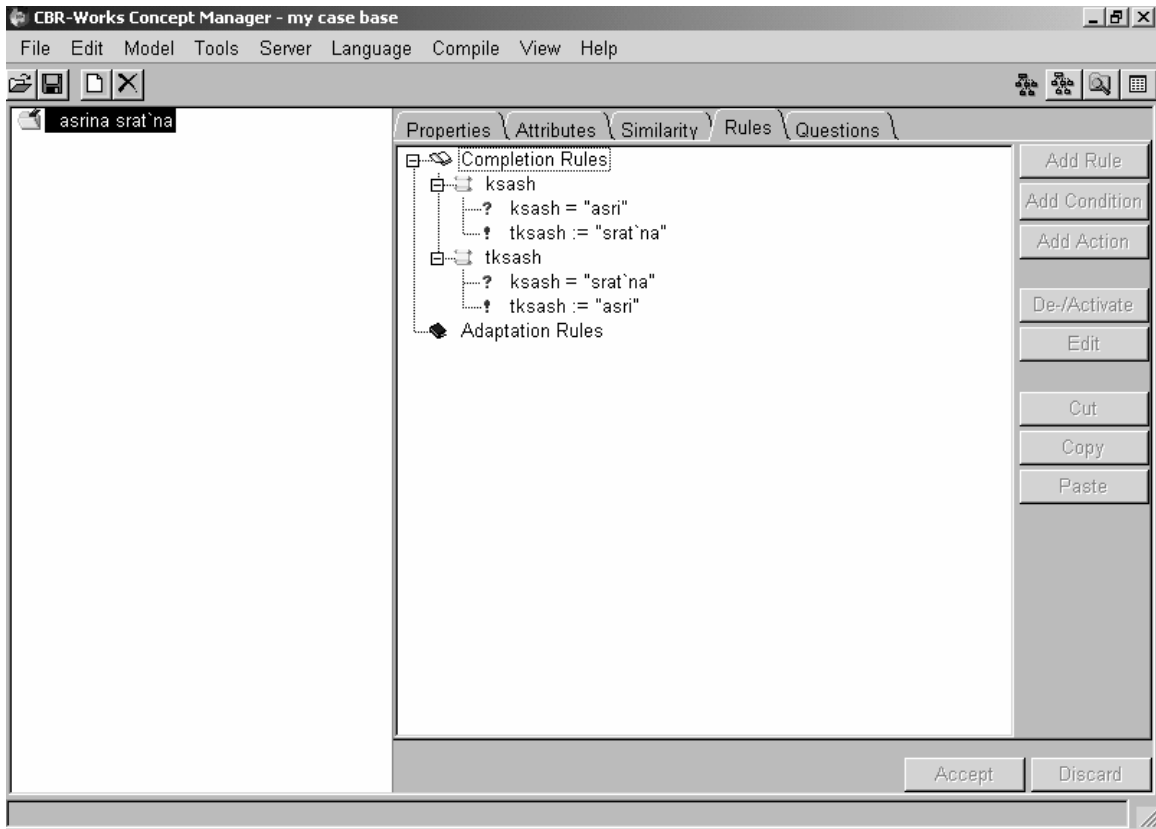 CBR-Works Concept Manager - my case base
File Edit Model Tools Server Language Compile View Help
asrina srat`na
Properties Attributes Similarity Rules Questions
Completion Rules
ksash
? ksash = "asri"
! tksash := "srat`na"
tksash
? ksash = "srat`na"
! tksash := "asri"
Adaptation Rules
Add Rule
Add Condition
Add Action
De-/Activate
Edit
Cut
Copy
Paste
Accept Discard